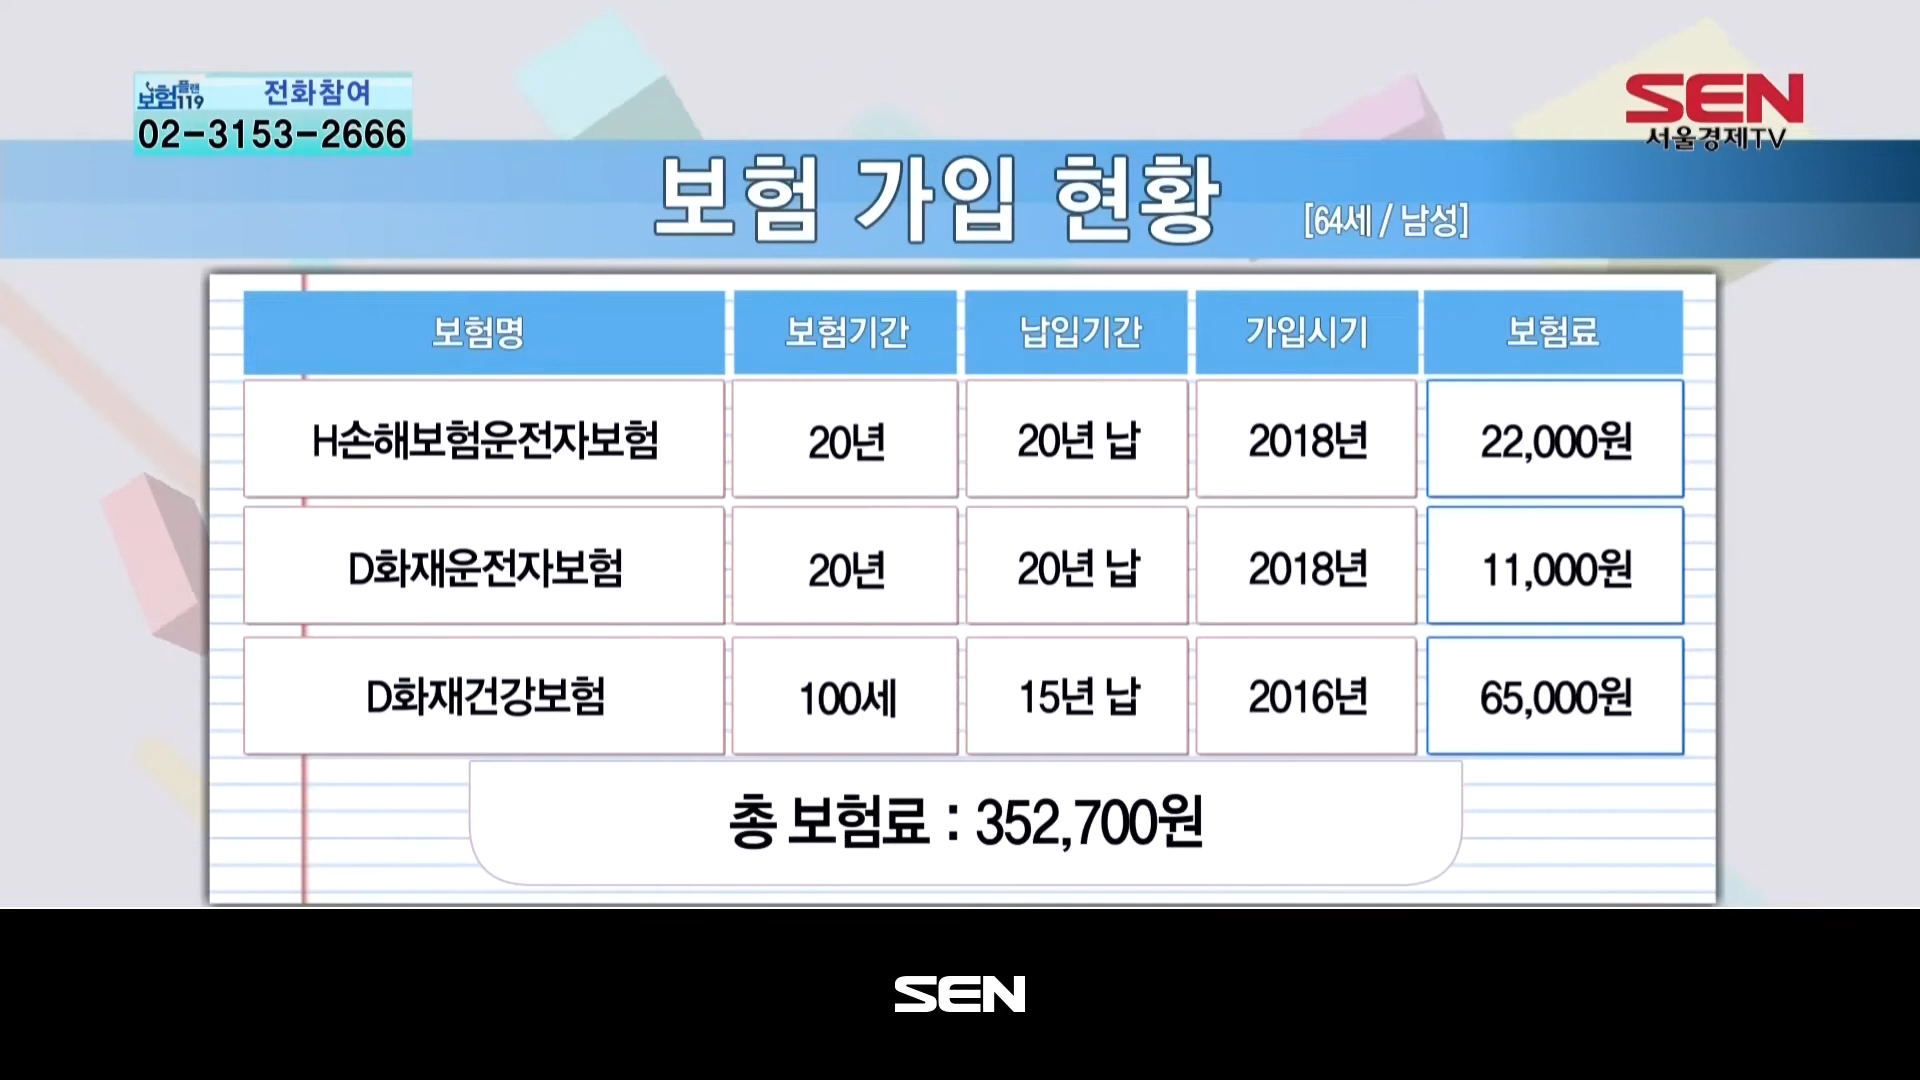 보험플랜119 전화참여
02-3153-2666
SEN
서울경제TV
보험 가입 현황 [64세 / 남성]
보험명 보험기간 납입기간 가입시기 보험료
H손해보험운전자보험 20년 20년 납 2018년 22,000원
D화재운전자보험 20년 20년 납 2018년 11,000원
D화재건강보험 100세 15년 납 2016년 65,000원
총 보험료 : 352,700원
SEN